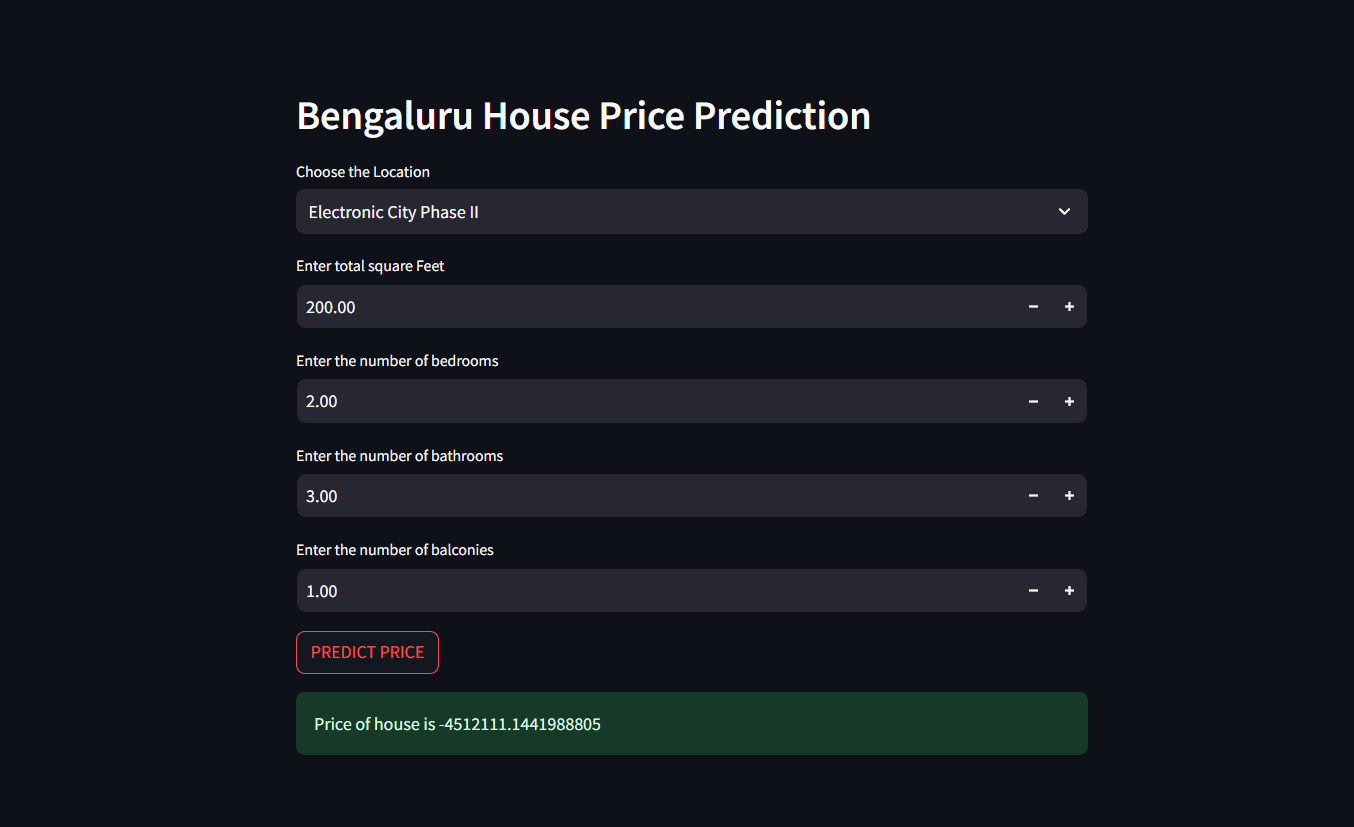 Bengaluru House Price Prediction
Choose the Location
Electronic City Phase II
Enter total square Feet
200.00
Enter the number of bedrooms
2.00
Enter the number of bathrooms
3.00
Enter the number of balconies
1.00
PREDICT PRICE
Price of house is -4512111.1441988805